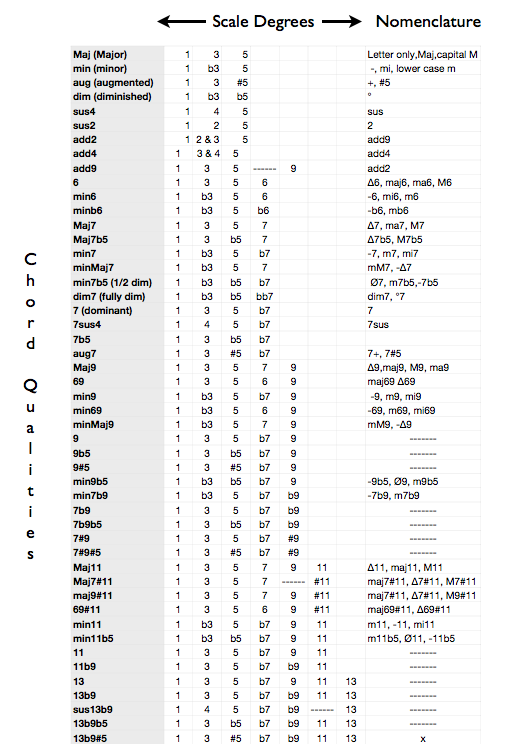 Scale Degrees Nomenclature
Maj (Major) 1 3 5 Letter only,Maj,capital M
min (minor) 1 b3 5 -, mi, lower case m
aug (augmented) 1 3 #5 +, #5
dim (diminished) 1 b3 b5 °
sus4 1 4 5 sus
sus2 1 2 5 2
add2 1 2 & 3 5 add9
add4 1 3 & 4 5 add4
add9 1 3 5 ------ 9 add2
6 1 3 5 6 Δ6, maj6, ma6, M6
min6 1 b3 5 6 -6, mi6, m6
minb6 1 b3 5 b6 -b6, mb6
Maj7 1 3 5 7 Δ7, ma7, M7
Maj7b5 1 3 b5 7 Δ7b5, M7b5
min7 1 b3 5 b7 -7, m7, mi7
minMaj7 1 b3 5 7 mM7, -Δ7
min7b5 (1/2 dim) 1 b3 b5 b7 Ø7, m7b5,-7b5
dim7 (fully dim) 1 b3 b5 bb7 dim7, °7
7 (dominant) 1 3 5 b7 7
7sus4 1 4 5 b7 7sus
7b5 1 3 b5 b7
aug7 1 3 #5 b7 7+, 7#5
Maj9 1 3 5 7 9 Δ9,maj9, M9, ma9
69 1 3 5 6 9 maj69 Δ69
min9 1 b3 5 b7 9 -9, m9, mi9
min69 1 b3 5 6 9 -69, m69, mi69
minMaj9 1 b3 5 7 9 mM9, -Δ9
9 1 3 5 b7 9 -------
9b5 1 3 b5 b7 9 -------
9#5 1 3 #5 b7 9 -------
min9b5 1 b3 b5 b7 9 -9b5, Ø9, m9b5
min7b9 1 b3 5 b7 b9 -7b9, m7b9
7b9 1 3 5 b7 b9 -------
7b9b5 1 3 b5 b7 b9 -------
7#9 1 3 5 b7 #9 -------
7#9#5 1 3 #5 b7 #9 -------
Maj11 1 3 5 7 9 11 Δ11, maj11, M11
Maj7#11 1 3 5 7 ------ #11 maj7#11, Δ7#11, M7#11
maj9#11 1 3 5 7 9 #11 maj7#11, Δ7#11, M9#11
69#11 1 3 5 6 9 #11 maj69#11, Δ69#11
min11 1 b3 5 b7 9 11 m11, -11, mi11
min11b5 1 b3 b5 b7 9 11 m11b5, Ø11, -11b5
11 1 3 5 b7 9 11 -------
11b9 1 3 5 b7 b9 11 -------
13 1 3 5 b7 9 11 13 -------
13b9 1 3 5 b7 b9 11 13 -------
sus13b9 1 4 5 b7 b9 ------ 13 -------
13b9b5 1 3 b5 b7 b9 11 13 -------
13b9#5 1 3 #5 b7 b9 11 13 x
Chord Qualities